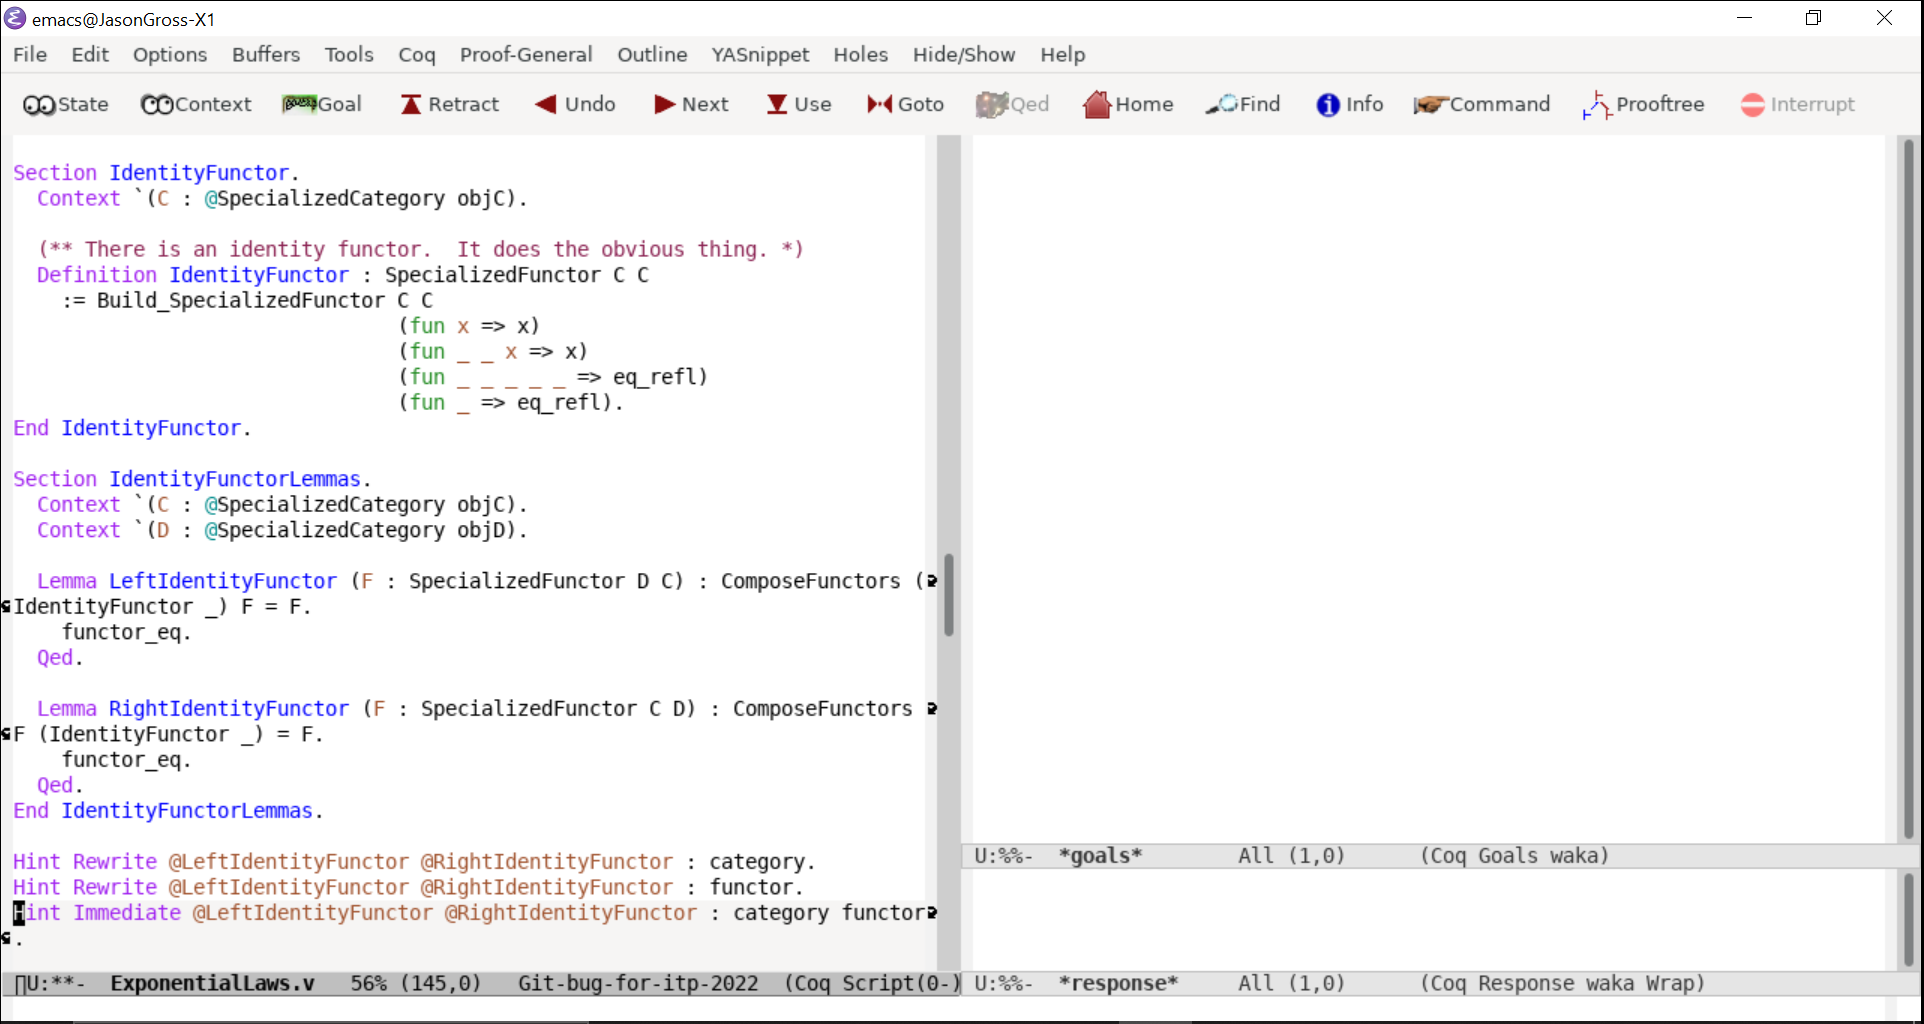 emacs@JasonGross-X1
File Edit Options Buffers Tools Coq Proof-General Outline YASnippet Holes Hide/Show Help
State Context Goal Retract Undo Next Use Goto Qed Home Find Info Command Prooftree Interrupt
Section IdentityFunctor.
  Context `(C : @SpecializedCategory objC).
  (** There is an identity functor.  It does the obvious thing. *)
  Definition IdentityFunctor : SpecializedFunctor C C
    := Build_SpecializedFunctor C C
                                (fun x => x)
                                (fun _ _ x => x)
                                (fun _ _ _ _ _ => eq_refl)
                                (fun _ => eq_refl).
End IdentityFunctor.
Section IdentityFunctorLemmas.
  Context `(C : @SpecializedCategory objC).
  Context `(D : @SpecializedCategory objD).
  Lemma LeftIdentityFunctor (F : SpecializedFunctor D C) : ComposeFunctors (
IdentityFunctor _) F = F.
    functor_eq.
  Qed.
  Lemma RightIdentityFunctor (F : SpecializedFunctor C D) : ComposeFunctors
F (IdentityFunctor _) = F.
    functor_eq.
  Qed.
End IdentityFunctorLemmas.
Hint Rewrite @LeftIdentityFunctor @RightIdentityFunctor : category.
Hint Rewrite @LeftIdentityFunctor @RightIdentityFunctor : functor.
Hint Immediate @LeftIdentityFunctor @RightIdentityFunctor : category functor
.
U:**-  ExponentialLaws.v   56% (145,0)   Git-bug-for-itp-2022  (Coq Script(0-)
U:%%-  *goals*        All (1,0)      (Coq Goals waka)
U:%%-  *response*     All (1,0)      (Coq Response waka Wrap)